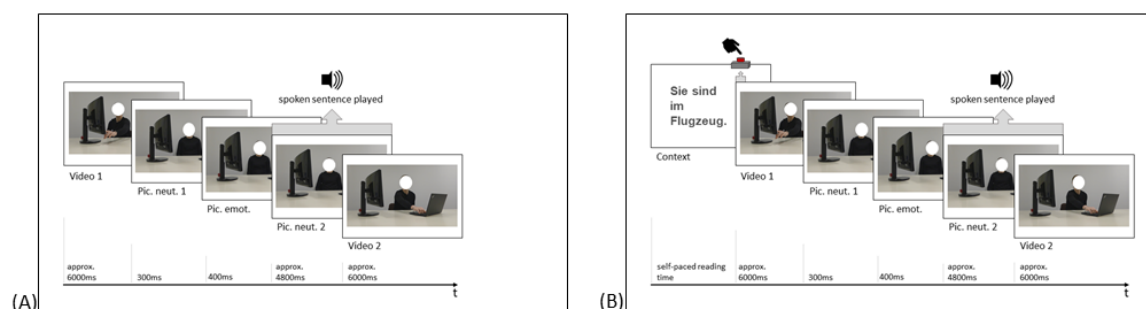 spoken sentence played
Video 1
Pic. neut. 1
Pic. emot.
Pic. neut. 2
Video 2
approx.
6000ms
300ms
400ms
approx.
4800ms
approx.
6000ms
t
(A)
Sie sind
im
Flugzeug.
spoken sentence played
Context
Video 1
Pic. neut. 1
Pic. emot.
Pic. neut. 2
Video 2
self-paced reading
time
approx.
6000ms
300ms
400ms
approx.
4800ms
approx.
6000ms
t
(B)